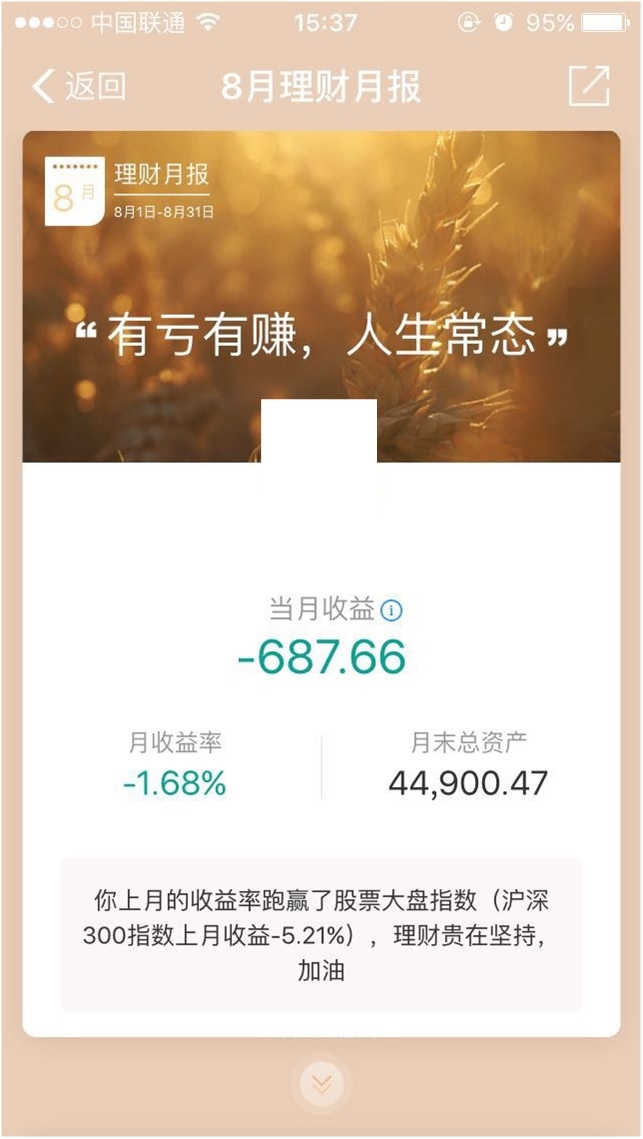 中国联通 15:37 95%
返回 8月理财月报
8月 理财月报
8月1日-8月31日
“有亏有赚，人生常态”
当月收益
-687.66
月收益率 月末总资产
-1.68% 44,900.47
你上月的收益率跑赢了股票大盘指数（沪深
300指数上月收益-5.21%），理财贵在坚持，
加油